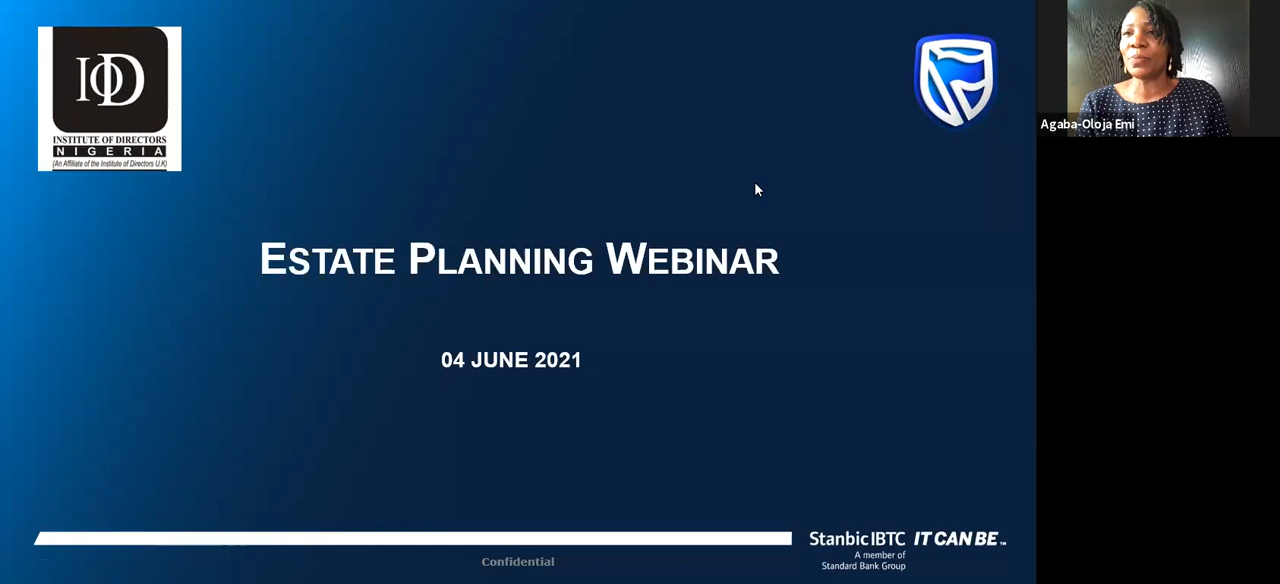 IOD
INSTITUTE OF DIRECTORS
NIGERIA
(An Affiliate of the Institute of Directors U.K)
Agaba-Oloja Emi
ESTATE PLANNING WEBINAR
04 JUNE 2021
Stanbic IBTC IT CAN BE™
A member of
Standard Bank Group
Confidential